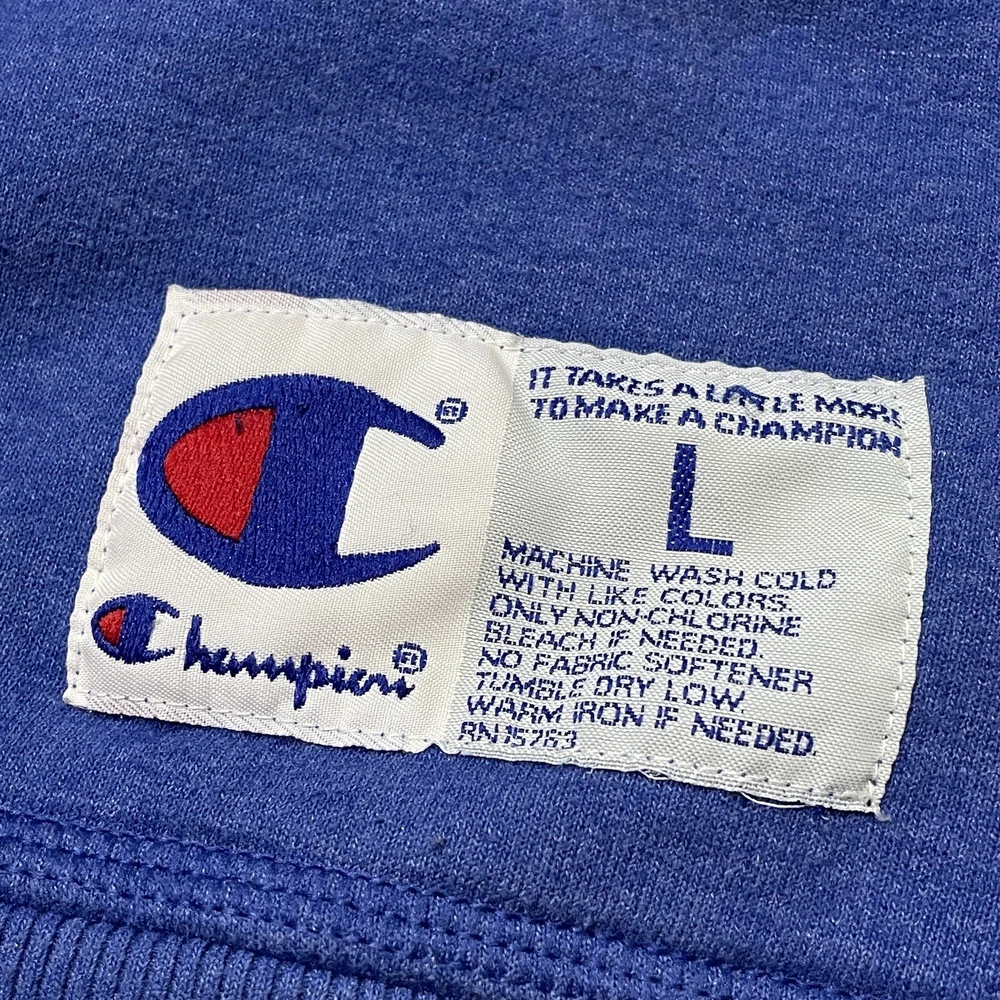 C®
Champion®
IT TAKES A LITTLE MORE
TO MAKE A CHAMPION
L
MACHINE WASH COLD
WITH LIKE COLORS.
ONLY NON-CHLORINE
BLEACH IF NEEDED.
NO FABRIC SOFTENER
TUMBLE DRY LOW.
WARM IRON IF NEEDED.
RN15763